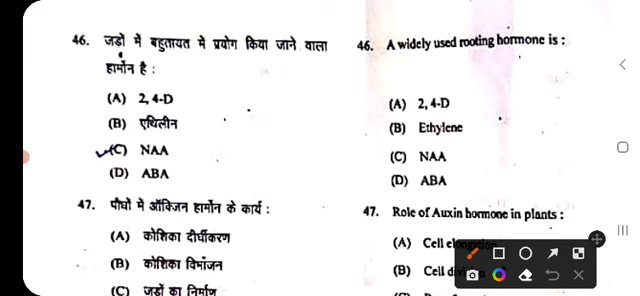 46. जड़ों में बहुतायत मे प्रयोग किया जाने वाला
हार्मोन है :
(A) 2, 4-D
(B) एथिलीन
(C) NAA
(D) ABA
47. पौधों मे ऑक्जिन हार्मोन के कार्य :
(A) कोशिका दीर्घीकरण
(B) कोशिका विभाजन
(C) जड़ों का निर्माण
46. A widely used rooting hormone is :
(A) 2, 4-D
(B) Ethylene
(C) NAA
(D) ABA
47. Role of Auxin hormone in plants :
(A) Cell
(B) Cell